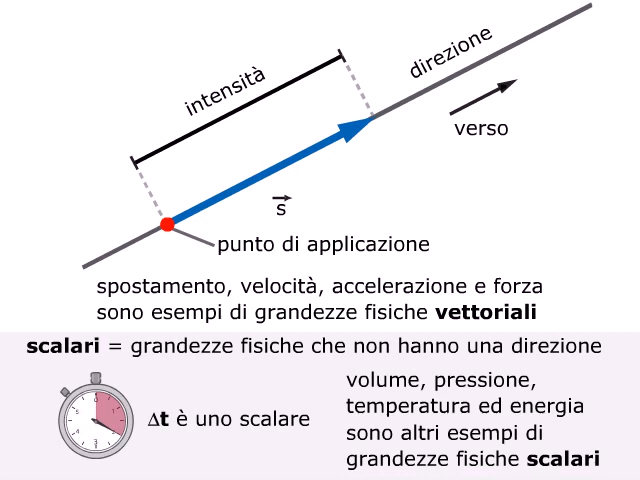 direzione
intensità
verso
s
punto di applicazione
spostamento, velocità, accelerazione e forza
sono esempi di grandezze fisiche vettoriali
scalari = grandezze fisiche che non hanno una direzione
Δt è uno scalare
volume, pressione,
temperatura ed energia
sono altri esempi di
grandezze fisiche scalari